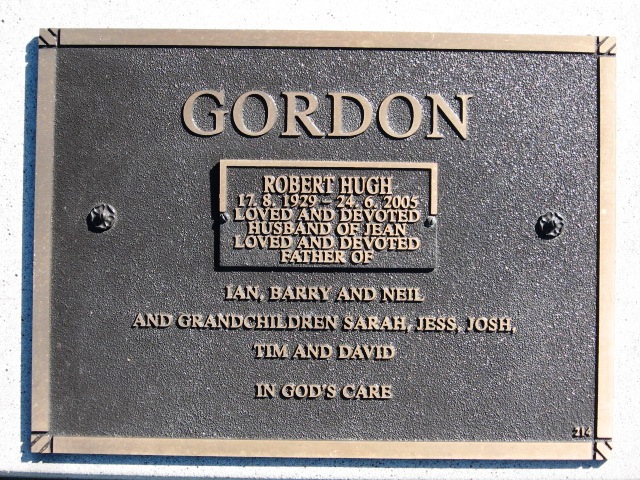 GORDON
ROBERT HUGH
17. 8. 1929 – 24. 6. 2005
LOVED AND DEVOTED
HUSBAND OF JEAN
LOVED AND DEVOTED
FATHER OF
IAN, BARRY AND NEIL
AND GRANDCHILDREN SARAH, JESS, JOSH,
TIM AND DAVID
IN GOD'S CARE
214